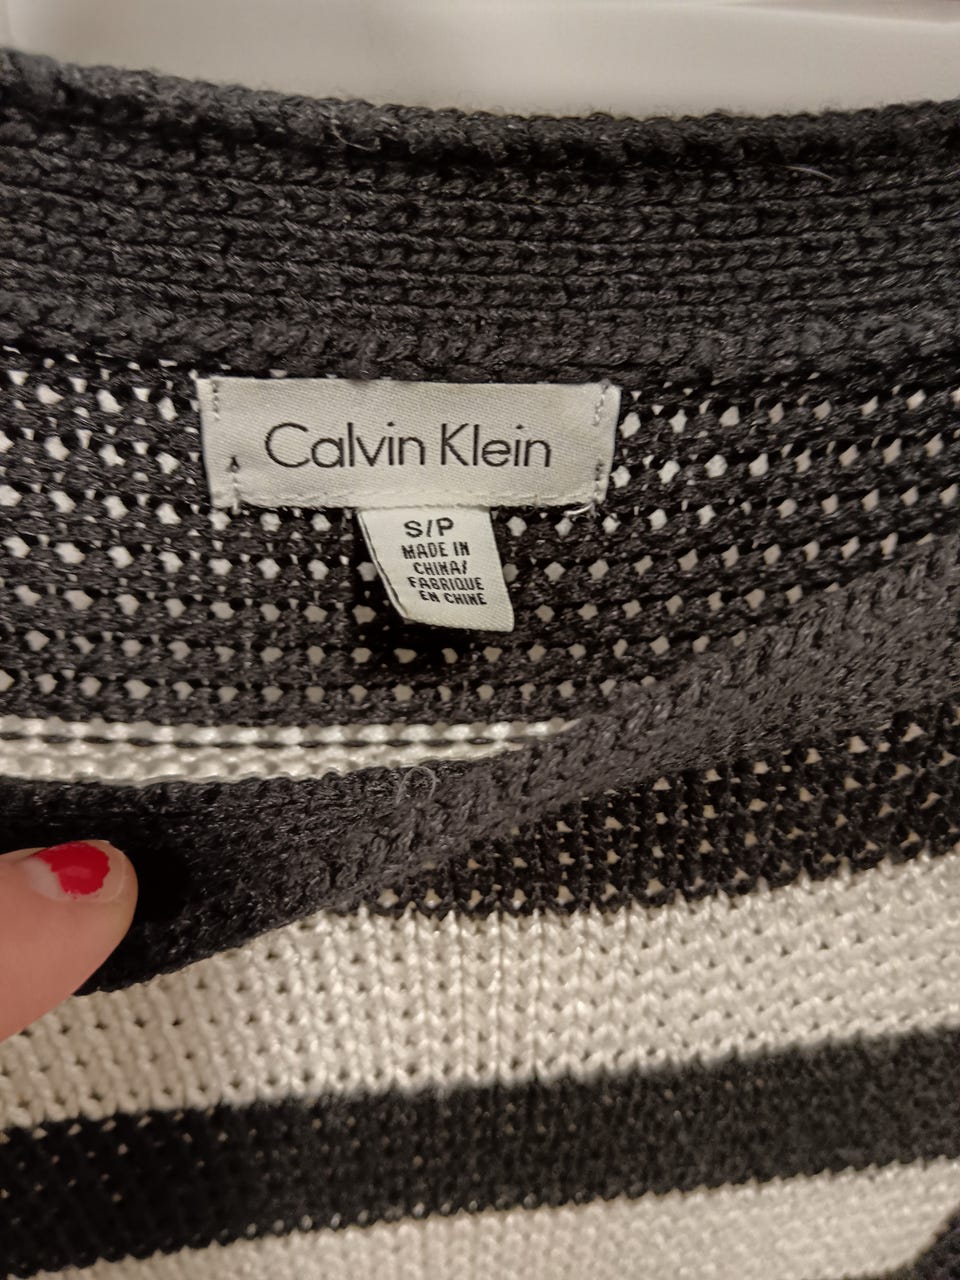 Calvin Klein
S/P
MADE IN
CHINA/
FABRIQUE
EN CHINE